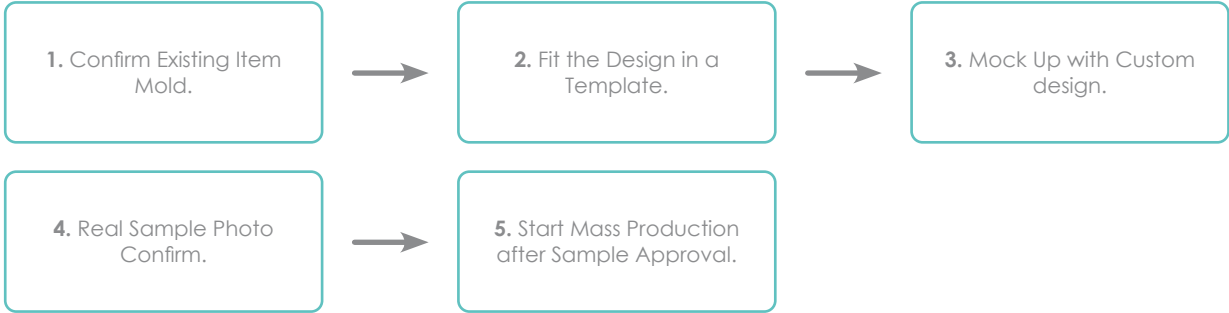 1. Confirm Existing Item
Mold.
2. Fit the Design in a
Template.
3. Mock Up with Custom
design.
4. Real Sample Photo
Confirm.
5. Start Mass Production
after Sample Approval.